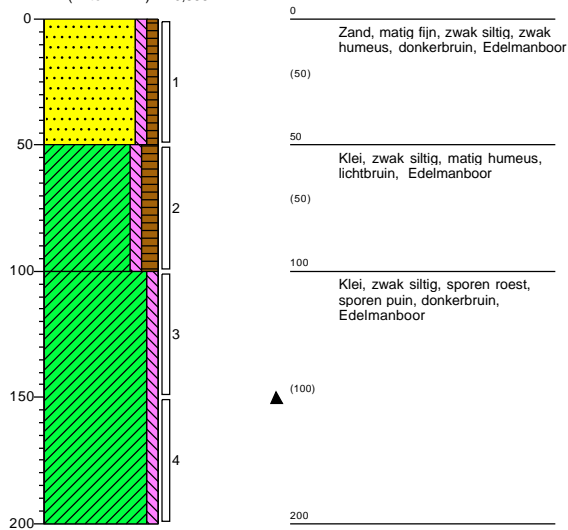 0
50
100
150
200
1
2
3
4
0
Zand, matig fijn, zwak siltig, zwak
humeus, donkerbruin, Edelmanboor
(50)
50
Klei, zwak siltig, matig humeus,
lichtbruin, Edelmanboor
(50)
100
Klei, zwak siltig, sporen roest,
sporen puin, donkerbruin,
Edelmanboor
(100)
200